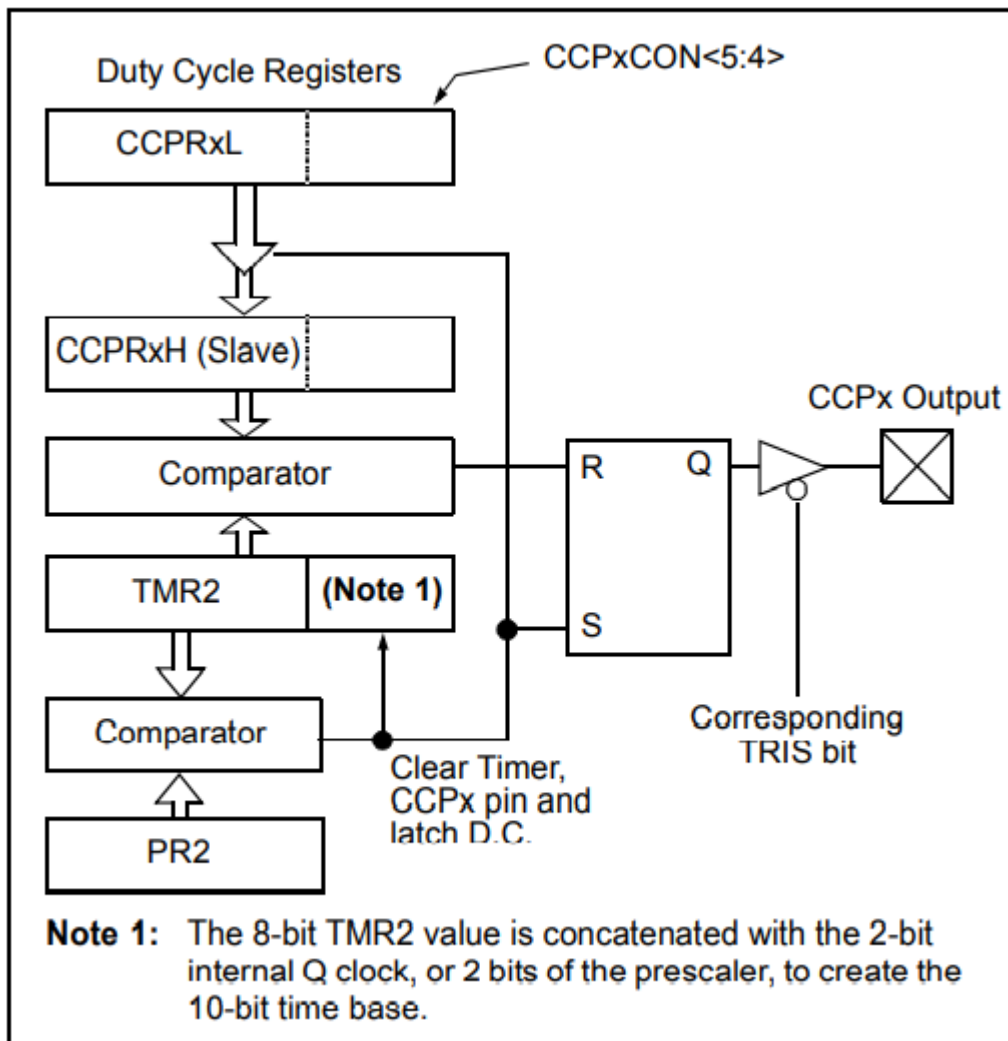 CCPxCON<5:4>
Duty Cycle Registers
CCPRxL
CCPRxH (Slave)
CCPx Output
Comparator
R
Q
TMR2
(Note 1)
S
Comparator
Corresponding
TRIS bit
Clear Timer,
CCPx pin and
latch D.C.
PR2
Note 1: The 8-bit TMR2 value is concatenated with the 2-bit
internal Q clock, or 2 bits of the prescaler, to create the
10-bit time base.